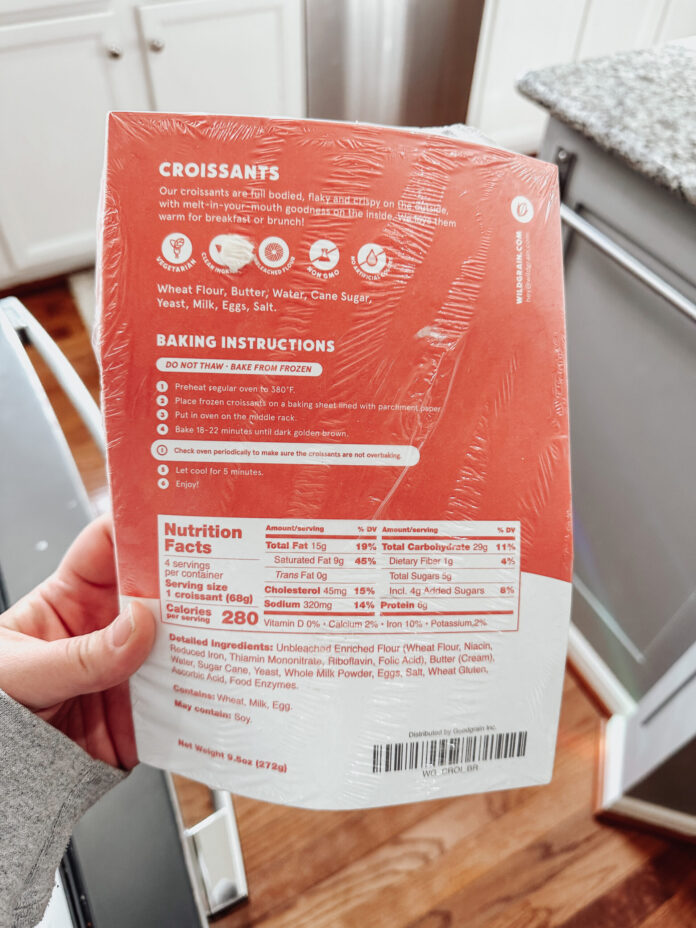 CROISSANTS
Our croissants are full bodied, flaky and crispy on the outside,
with melt-in-your-mouth goodness on the inside. We love them
warm for breakfast or brunch!
VEGETARIAN
CLEAN
UNBLEACHED FLOUR
NON GMO
NO ARTIFICIAL
WILDGRAIN.COM
hey@wildgrain.com
Wheat Flour, Butter, Water, Cane Sugar,
Yeast, Milk, Eggs, Salt.
BAKING INSTRUCTIONS
DO NOT THAW • BAKE FROM FROZEN
1 Preheat regular oven to 380°F.
2 Place frozen croissants on a baking sheet lined with parchment paper
3 Put in oven on the middle rack.
4 Bake 18-22 minutes until dark golden brown.
Check oven periodically to make sure the croissants are not overbaking.
5 Let cool for 5 minutes.
6 Enjoy!
Nutrition
Facts
4 servings
per container
Serving size
1 croissant (68g)
Calories
per serving 280
Amount/serving % DV
Total Fat 15g 19%
Saturated Fat 9g 45%
Trans Fat 0g
Cholesterol 45mg 15%
Sodium 320mg 14%
Amount/serving % DV
Total Carbohydrate 29g 11%
Dietary Fiber 1g 4%
Total Sugars 5g
Incl. 4g Added Sugars 8%
Protein 6g
Vitamin D 0% • Calcium 2% • Iron 10% • Potassium,2%
Detailed Ingredients: Unbleached Enriched Flour (Wheat Flour, Niacin,
Reduced Iron, Thiamin Mononitrate, Riboflavin, Folic Acid), Butter (Cream),
Water, Sugar Cane, Yeast, Whole Milk Powder, Eggs, Salt, Wheat Gluten,
Ascorbic Acid, Food Enzymes.
Contains: Wheat, Milk, Egg.
May contain: Soy.
Net Weight 9.5oz (272g)
Distributed by Goodgrain Inc.
WG_CROI_BR